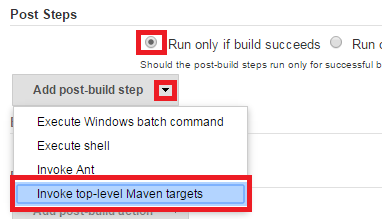 Post Steps
Run only if build succeeds Run
Should the post-build steps run only for successful b
Add post-build step
Execute Windows batch command
Execute shell
Invoke Ant
Invoke top-level Maven targets
Add post-build action